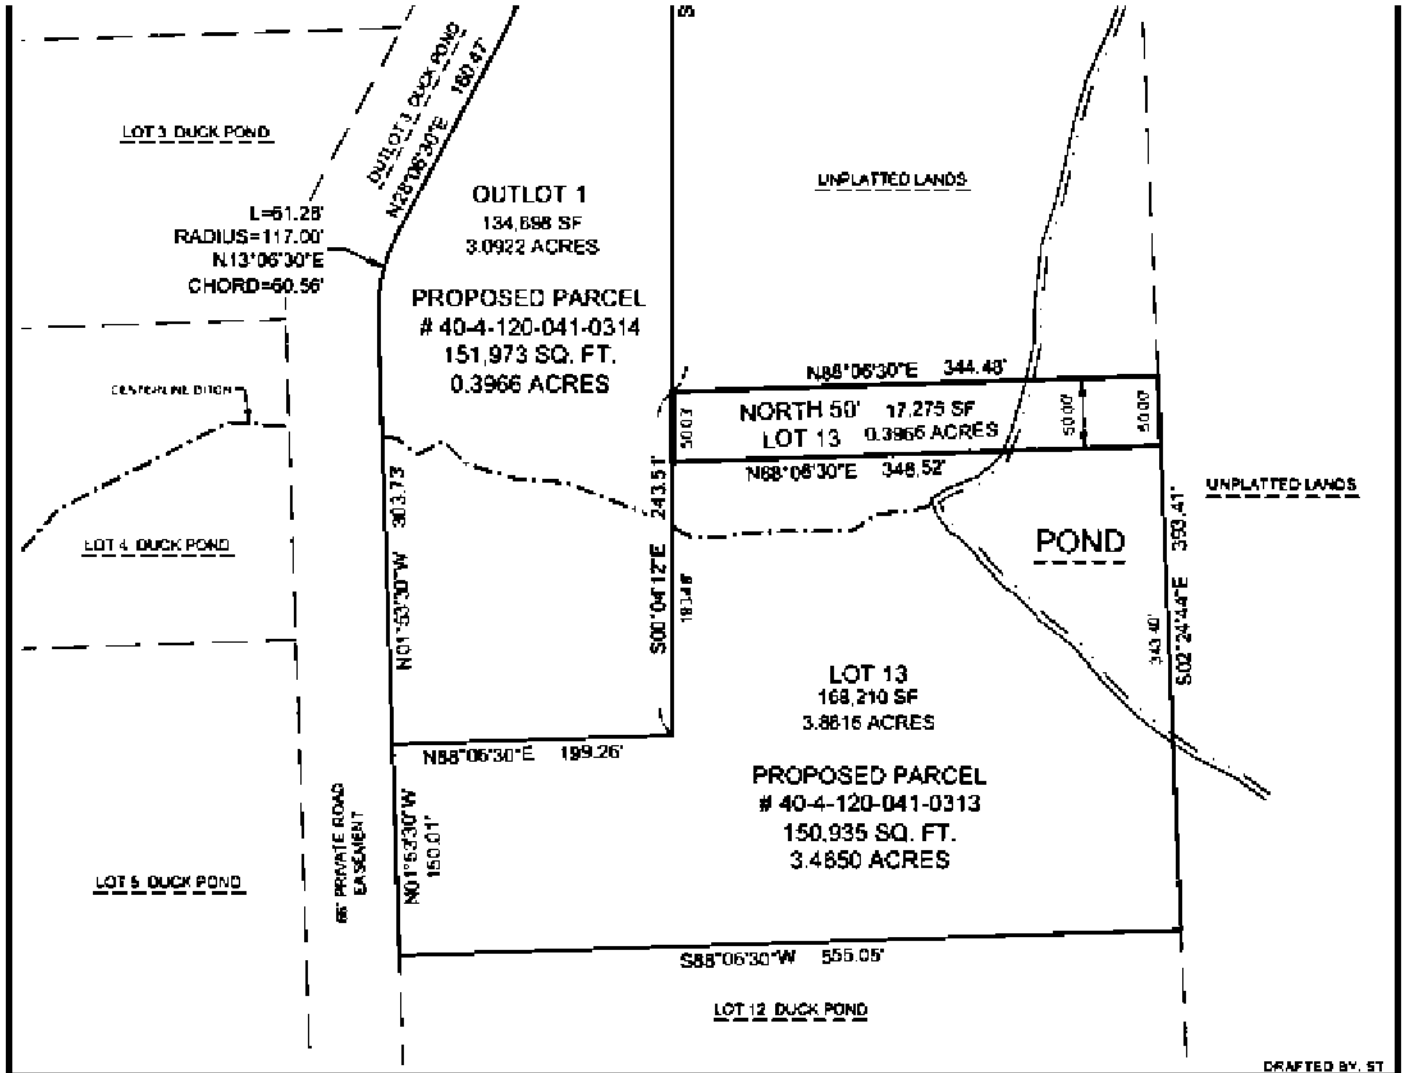 S
OUTLOT 3 DUCK POND
N28°06'30"E 160.47'
LOT 3 DUCK POND
UNPLATTED LANDS
OUTLOT 1
134,698 SF
3.0922 ACRES
L=61.28'
RADIUS=117.00'
N13°06'30"E
CHORD=60.56'
PROPOSED PARCEL
# 40-4-120-041-0314
151,973 SQ. FT.
0.3966 ACRES
CENTERLINE DITCH
N88°06'30"E 344.48'
NORTH 50' 17,275 SF
LOT 13 0.3966 ACRES
50.03'
50.00'
50.00'
N88°06'30"E 348.52'
UNPLATTED LANDS
LOT 4 DUCK POND
POND
N01°53'30"W 303.73'
S00°04'12"E 243.51'
193.48'
S02°24'44"E 393.41'
343.40'
LOT 13
168,210 SF
3.8616 ACRES
N88°06'30"E 199.26'
PROPOSED PARCEL
# 40-4-120-041-0313
150,935 SQ. FT.
3.4650 ACRES
66' PRIVATE ROAD
EASEMENT
N01°53'30"W
150.01'
LOT 5 DUCK POND
S88°06'30"W 555.05'
LOT 12 DUCK POND
DRAFTED BY: ST